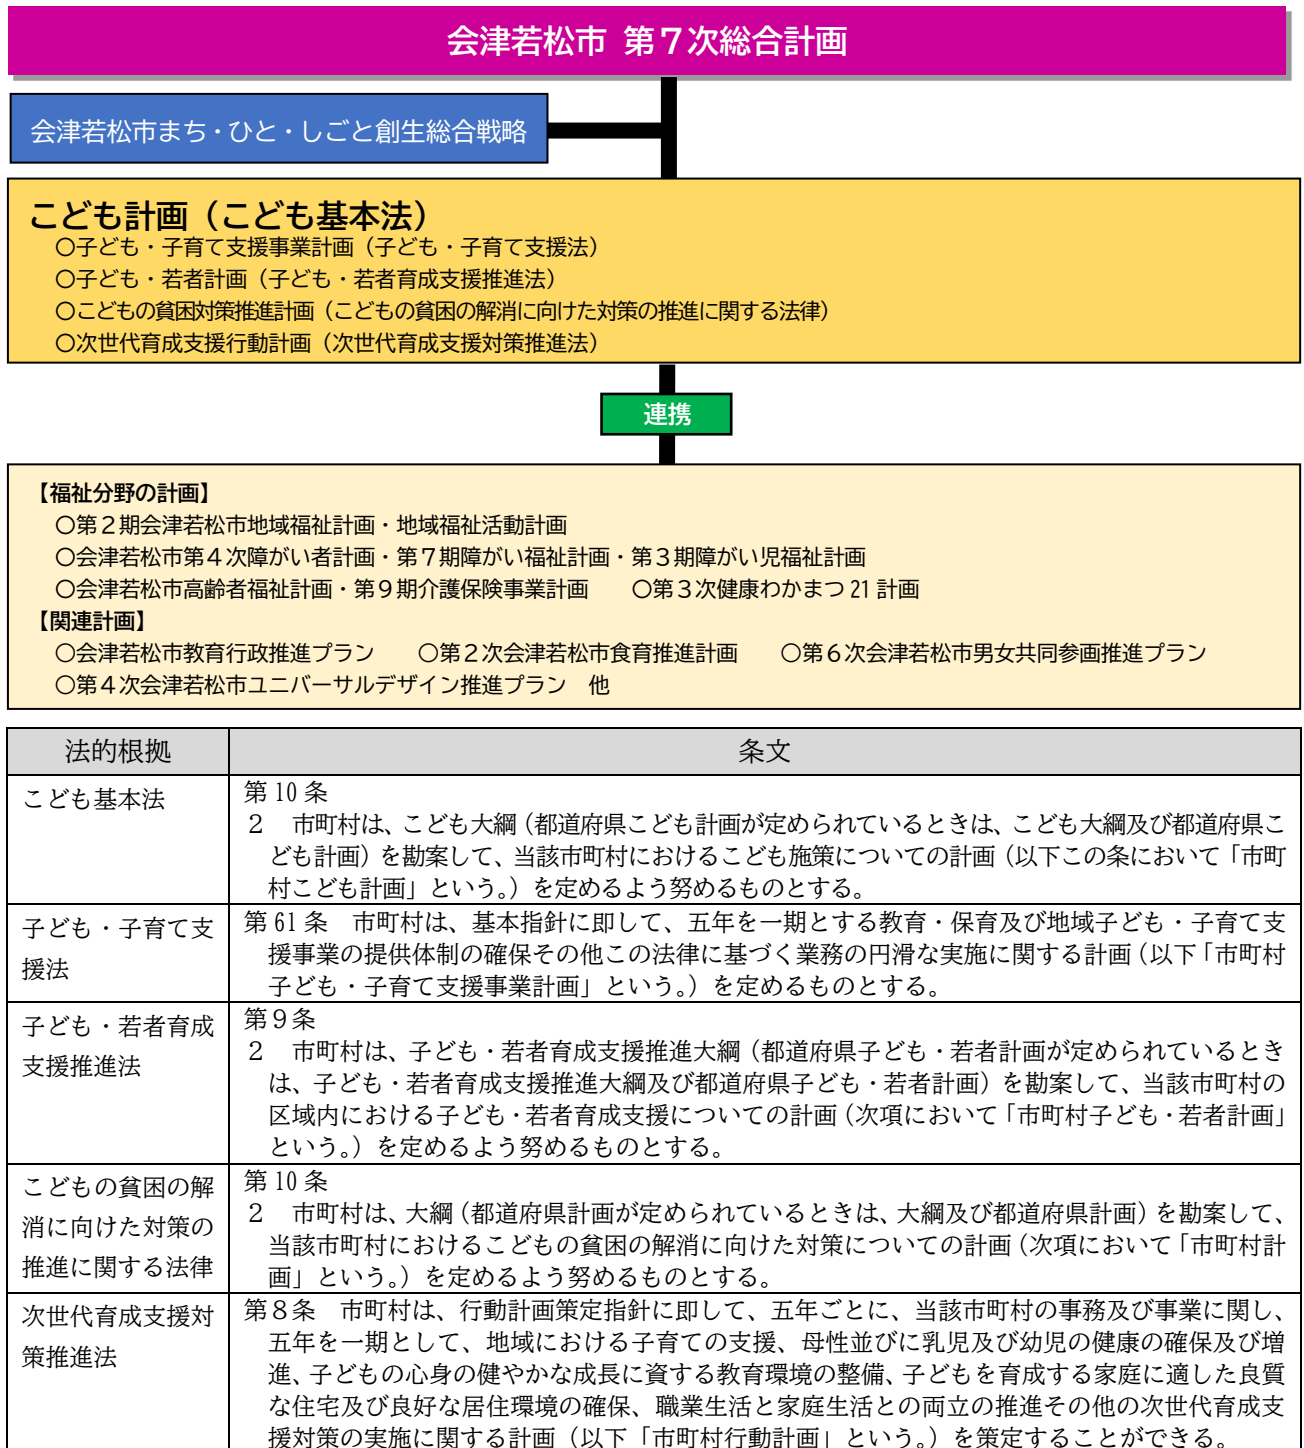 会津若松市 第７次総合計画
会津若松市まち・ひと・しごと創生総合戦略
こども計画（こども基本法）
〇子ども・子育て支援事業計画（子ども・子育て支援法）
〇子ども・若者計画（子ども・若者育成支援推進法）
〇こどもの貧困対策推進計画（こどもの貧困の解消に向けた対策の推進に関する法律）
〇次世代育成支援行動計画（次世代育成支援対策推進法）
連携
【福祉分野の計画】
〇第２期会津若松市地域福祉計画・地域福祉活動計画
〇会津若松市第４次障がい者計画・第７期障がい福祉計画・第３期障がい児福祉計画
〇会津若松市高齢者福祉計画・第９期介護保険事業計画　　〇第３次健康わかまつ 21 計画
【関連計画】
〇会津若松市教育行政推進プラン　　〇第２次会津若松市食育推進計画　　〇第６次会津若松市男女共同参画推進プラン
〇第４次会津若松市ユニバーサルデザイン推進プラン　他
法的根拠　条文
こども基本法
第 10 条
２　市町村は、こども大綱（都道府県こども計画が定められているときは、こども大綱及び都道府県こ
ども計画）を勘案して、当該市町村におけるこども施策についての計画（以下この条において「市町
村こども計画」という。）を定めるよう努めるものとする。
子ども・子育て支
援法
第 61 条　市町村は、基本指針に即して、五年を一期とする教育・保育及び地域子ども・子育て支
援事業の提供体制の確保その他この法律に基づく業務の円滑な実施に関する計画（以下「市町村
子ども・子育て支援事業計画」という。）を定めるものとする。
子ども・若者育成
支援推進法
第９条
２　市町村は、子ども・若者育成支援推進大綱（都道府県子ども・若者計画が定められているとき
は、子ども・若者育成支援推進大綱及び都道府県子ども・若者計画）を勘案して、当該市町村の
区域内における子ども・若者育成支援についての計画（次項において「市町村子ども・若者計画」
という。）を定めるよう努めるものとする。
こどもの貧困の解
消に向けた対策の
推進に関する法律
第 10 条
２　市町村は、大綱（都道府県計画が定められているときは、大綱及び都道府県計画）を勘案して、
当該市町村におけるこどもの貧困の解消に向けた対策についての計画（次項において「市町村計
画」という。）を定めるよう努めるものとする。
次世代育成支援対
策推進法
第８条　市町村は、行動計画策定指針に即して、五年ごとに、当該市町村の事務及び事業に関し、
五年を一期として、地域における子育ての支援、母性並びに乳児及び幼児の健康の確保及び増
進、子どもの心身の健やかな成長に資する教育環境の整備、子どもを育成する家庭に適した良質
な住宅及び良好な居住環境の確保、職業生活と家庭生活との両立の推進その他の次世代育成支
援対策の実施に関する計画（以下「市町村行動計画」という。）を策定することができる。